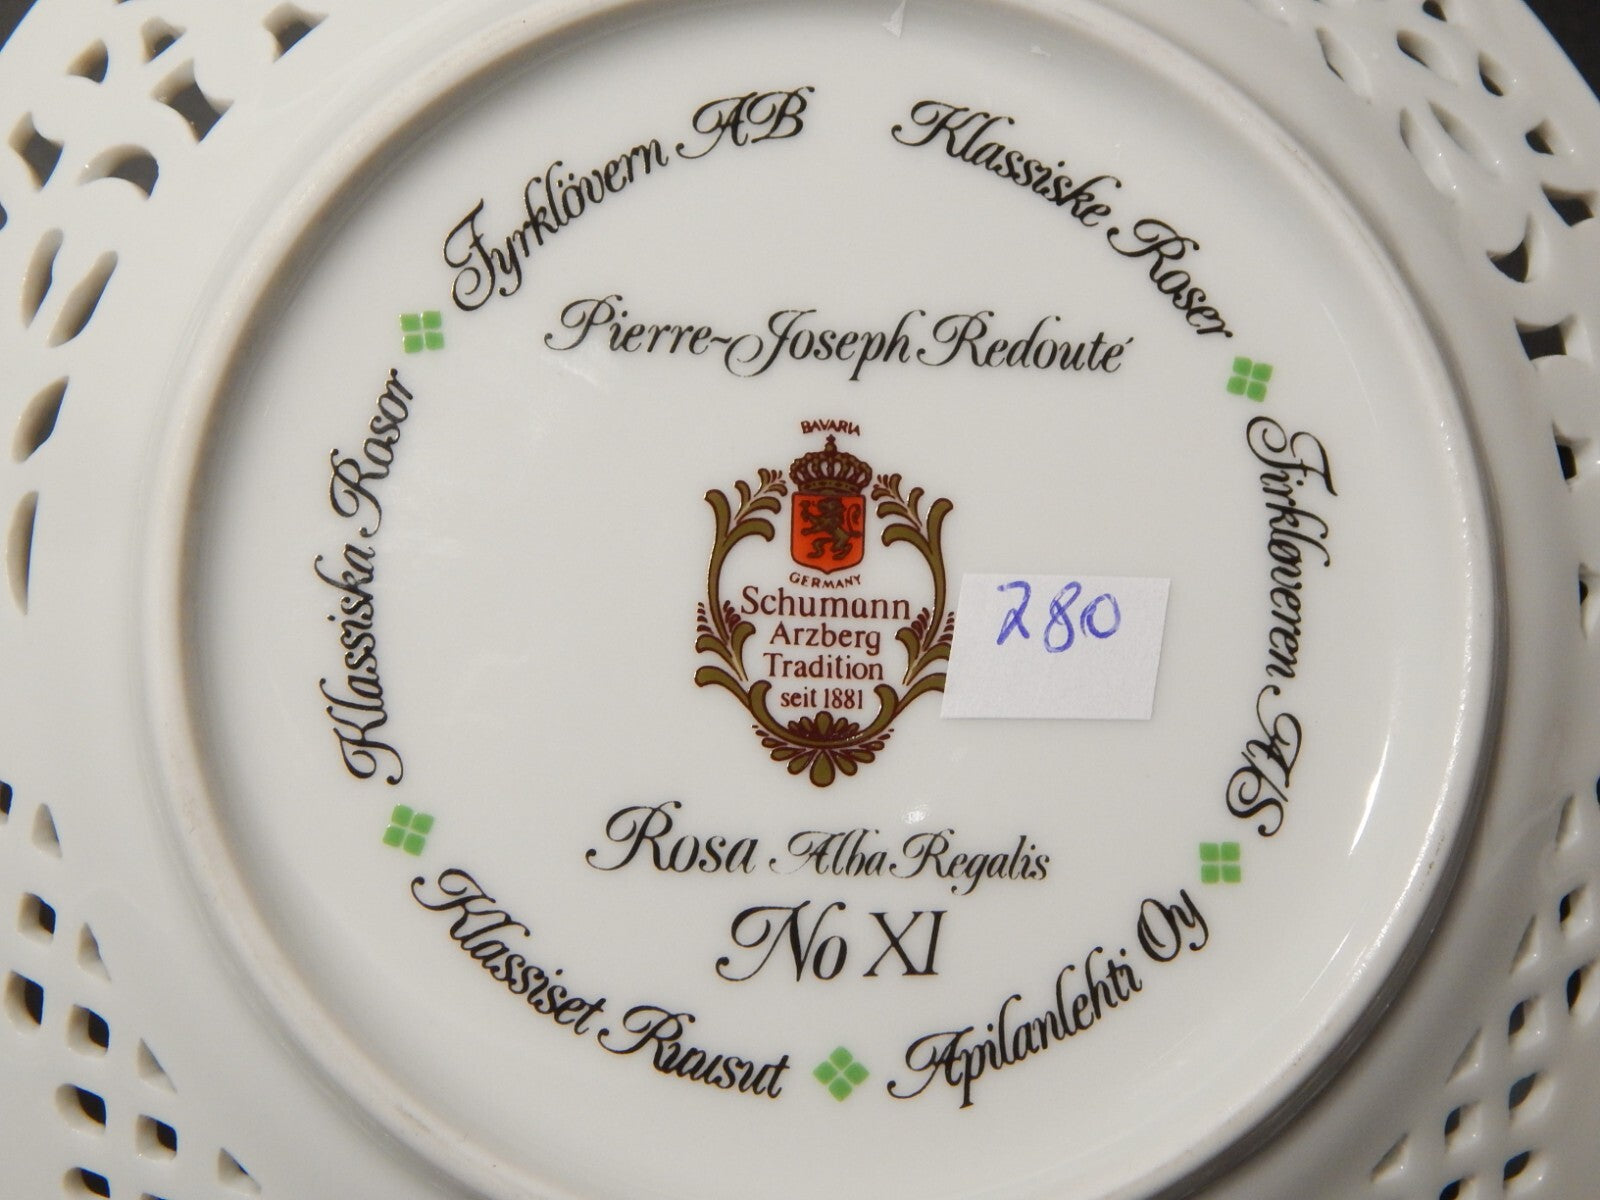 Fyrklövern AB
Klassiske Roser
Firkloveren A/S
Apilanlehti Oy
Klassiset Ruusut
Klassiska Rosor
Pierre-Joseph Redouté
BAVARIA
GERMANY
Schumann
Arzberg
Tradition
seit 1881
280
Rosa Alba Regalis
No XI